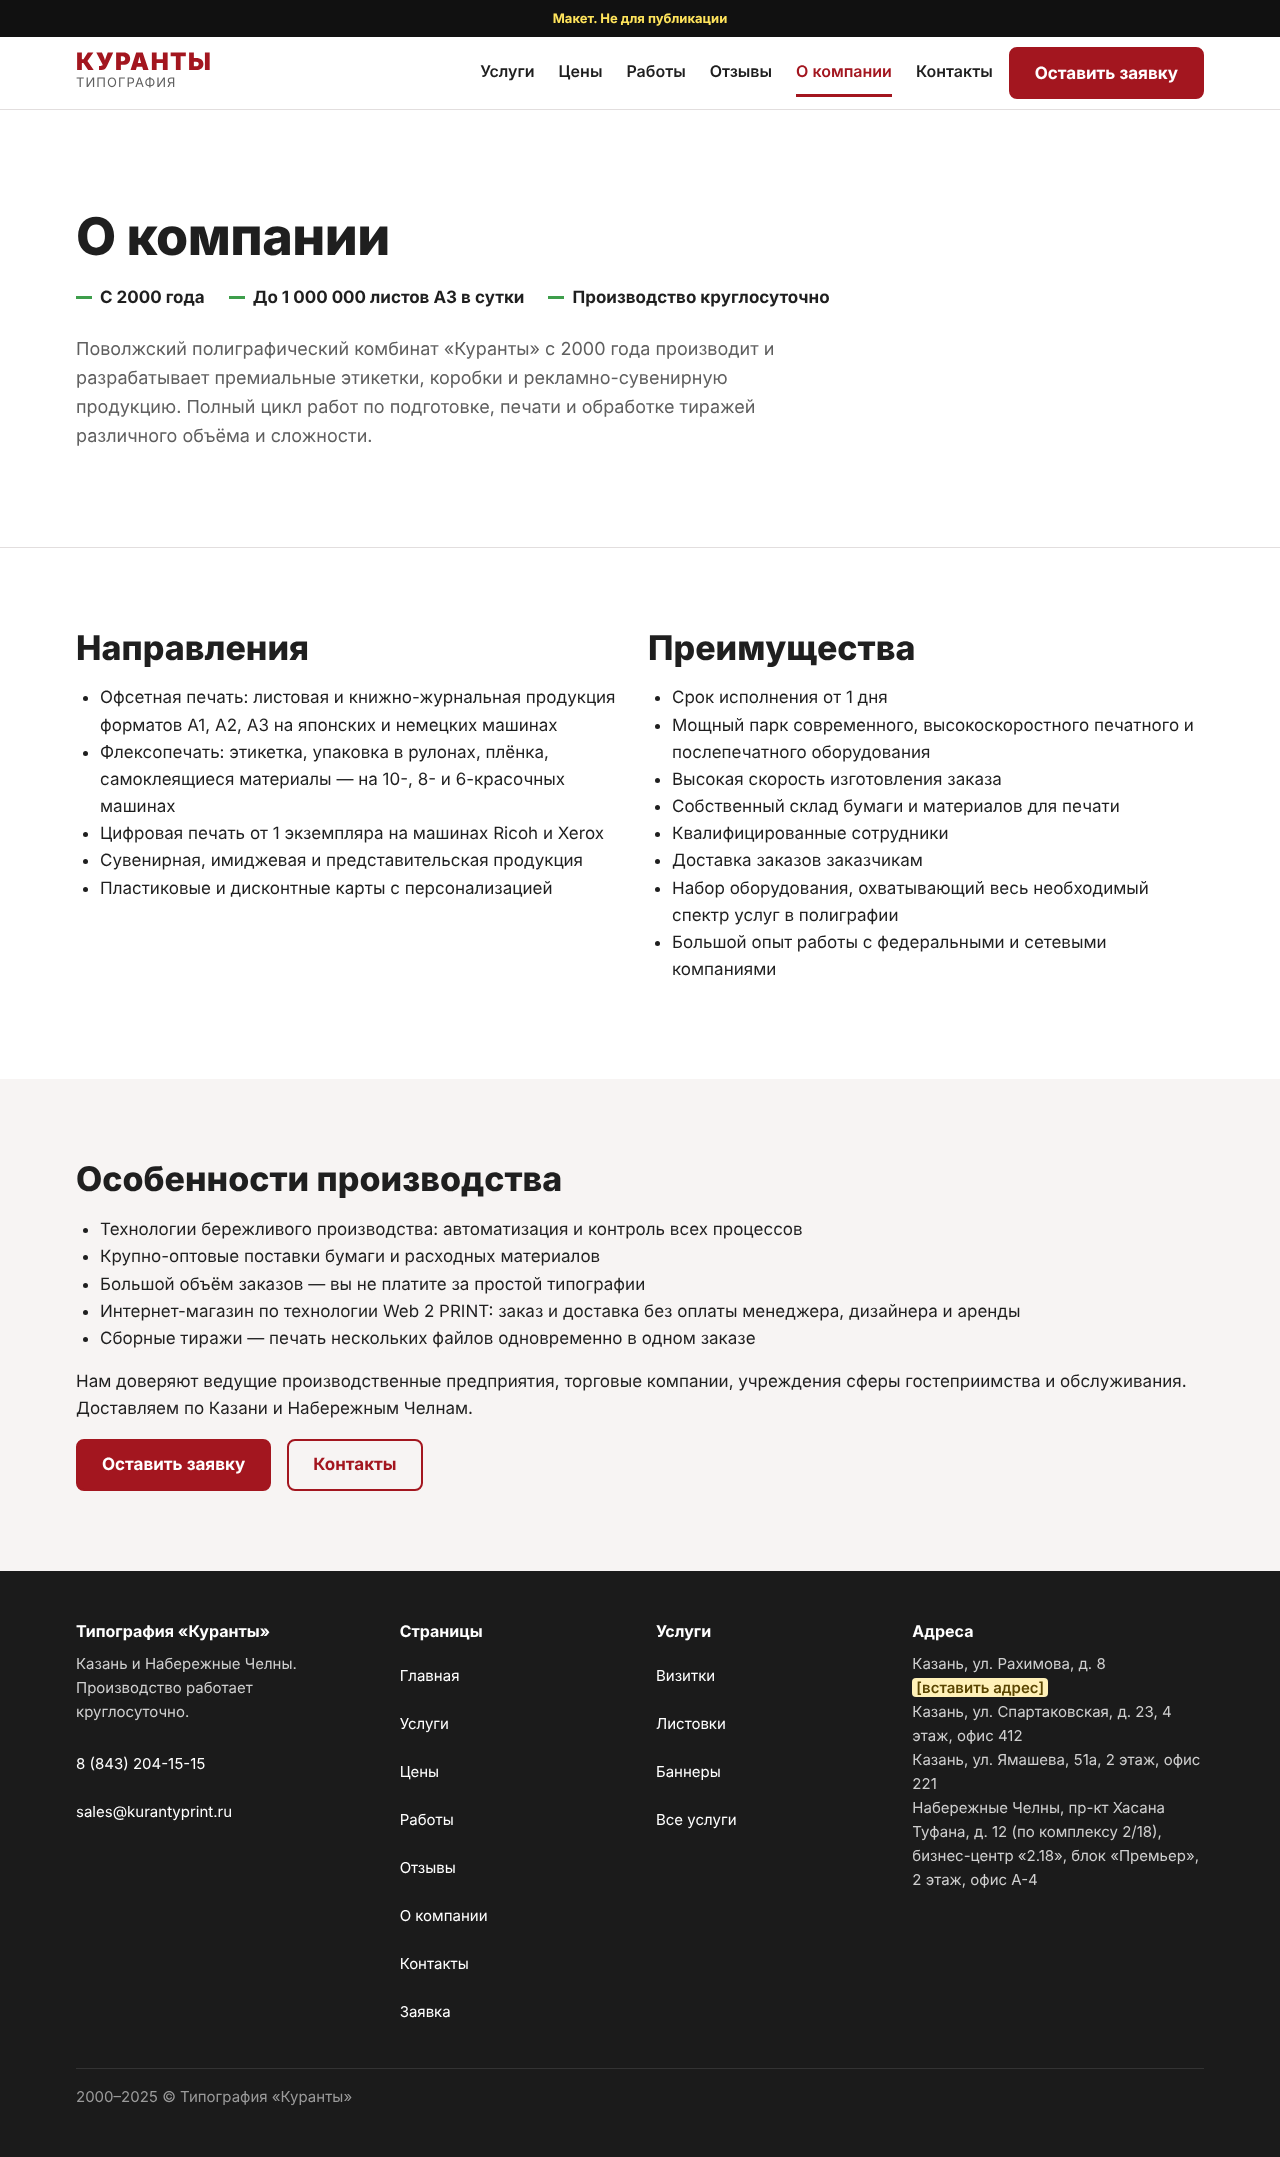 Макет. Не для публикации
КУРАНТЫ
ТИПОГРАФИЯ
Услуги
Цены
Работы
Отзывы
О компании
Контакты
Оставить заявку
О компании
С 2000 года
До 1 000 000 листов А3 в сутки
Производство круглосуточно
Поволжский полиграфический комбинат «Куранты» с 2000 года производит и
разрабатывает премиальные этикетки, коробки и рекламно-сувенирную
продукцию. Полный цикл работ по подготовке, печати и обработке тиражей
различного объёма и сложности.
Направления
• Офсетная печать: листовая и книжно-журнальная продукция
форматов А1, А2, А3 на японских и немецких машинах
• Флексопечать: этикетка, упаковка в рулонах, плёнка,
самоклеящиеся материалы — на 10-, 8- и 6-красочных
машинах
• Цифровая печать от 1 экземпляра на машинах Ricoh и Xerox
• Сувенирная, имиджевая и представительская продукция
• Пластиковые и дисконтные карты с персонализацией
Преимущества
• Срок исполнения от 1 дня
• Мощный парк современного, высокоскоростного печатного и
послепечатного оборудования
• Высокая скорость изготовления заказа
• Собственный склад бумаги и материалов для печати
• Квалифицированные сотрудники
• Доставка заказов заказчикам
• Набор оборудования, охватывающий весь необходимый
спектр услуг в полиграфии
• Большой опыт работы с федеральными и сетевыми
компаниями
Особенности производства
• Технологии бережливого производства: автоматизация и контроль всех процессов
• Крупно-оптовые поставки бумаги и расходных материалов
• Большой объём заказов — вы не платите за простой типографии
• Интернет-магазин по технологии Web 2 PRINT: заказ и доставка без оплаты менеджера, дизайнера и аренды
• Сборные тиражи — печать нескольких файлов одновременно в одном заказе
Нам доверяют ведущие производственные предприятия, торговые компании, учреждения сферы гостеприимства и обслуживания.
Доставляем по Казани и Набережным Челнам.
Оставить заявку
Контакты
Типография «Куранты»
Казань и Набережные Челны.
Производство работает
круглосуточно.
8 (843) 204-15-15
sales@kurantyprint.ru
Страницы
Главная
Услуги
Цены
Работы
Отзывы
О компании
Контакты
Заявка
Услуги
Визитки
Листовки
Баннеры
Все услуги
Адреса
Казань, ул. Рахимова, д. 8
[вставить адрес]
Казань, ул. Спартаковская, д. 23, 4
этаж, офис 412
Казань, ул. Ямашева, 51а, 2 этаж, офис
221
Набережные Челны, пр-кт Хасана
Туфана, д. 12 (по комплексу 2/18),
бизнес-центр «2.18», блок «Премьер»,
2 этаж, офис А-4
2000–2025 © Типография «Куранты»